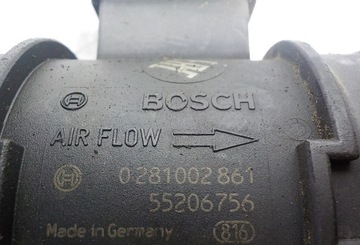 BOSCH
AIR FLOW
0 281 002 861
55206756
Made in Germany 816